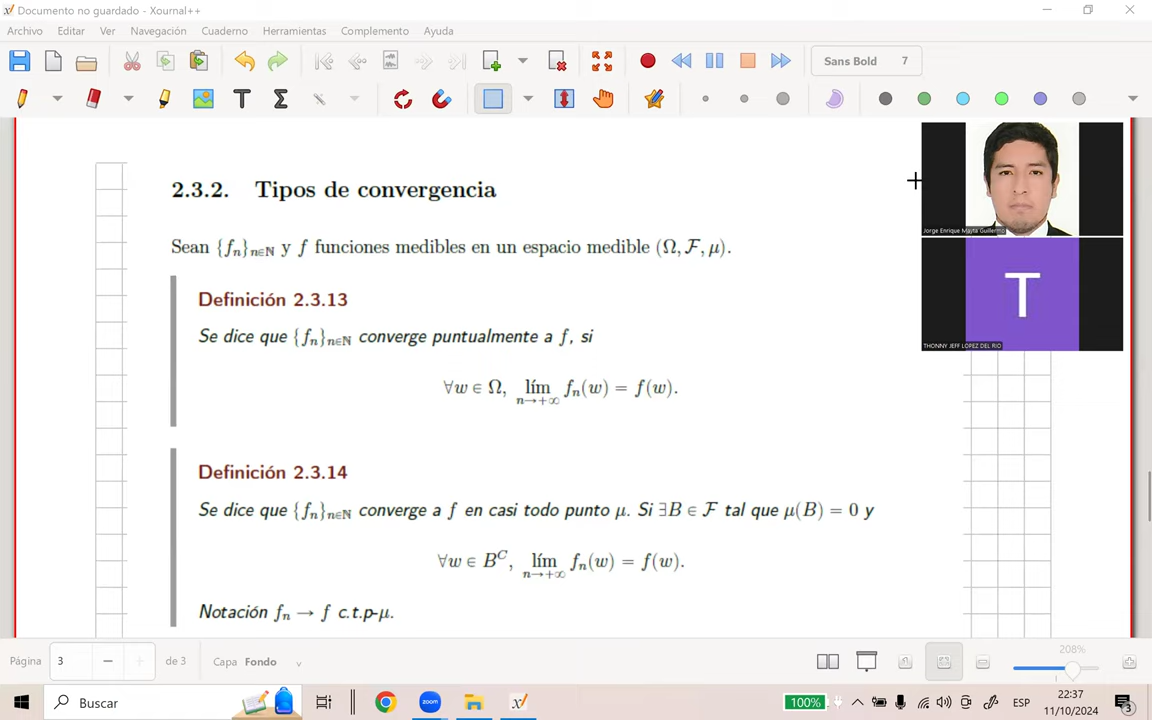 Documento no guardado - Xournal++
Archivo Editar Ver Navegación Cuaderno Herramientas Complemento Ayuda
Sans Bold 7
2.3.2. Tipos de convergencia
Sean {fₙ}ₙ∈ℕ y f funciones medibles en un espacio medible (Ω, ℱ, μ).
Definición 2.3.13
Se dice que {fₙ}ₙ∈ℕ converge puntualmente a f, si
∀w ∈ Ω, lím n→+∞ fₙ(w) = f(w).
Definición 2.3.14
Se dice que {fₙ}ₙ∈ℕ converge a f en casi todo punto μ. Si ∃B ∈ ℱ tal que μ(B) = 0 y
∀w ∈ Bᶜ, lím n→+∞ fₙ(w) = f(w).
Notación fₙ → f c.t.p-μ.
Jorge Enrique Mayta Guillermo
T
THONNY JEFF LOPEZ DEL RIO
Página 3 de 3 Capa Fondo 208%
Buscar
zoom
100% ESP 22:37
11/10/2024 3